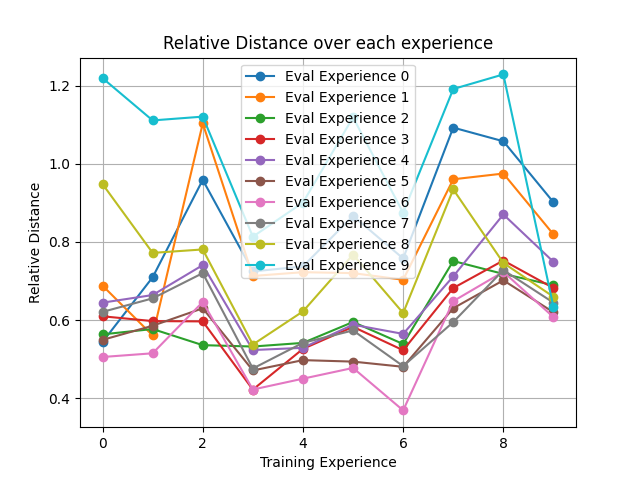 Relative Distance over each experience
Eval Experience 0
Eval Experience 1
Eval Experience 2
Eval Experience 3
Eval Experience 4
Eval Experience 5
Eval Experience 6
Eval Experience 7
Eval Experience 8
Eval Experience 9
1.2
1.0
0.8
0.6
0.4
Relative Distance
0 2 4 6 8
Training Experience